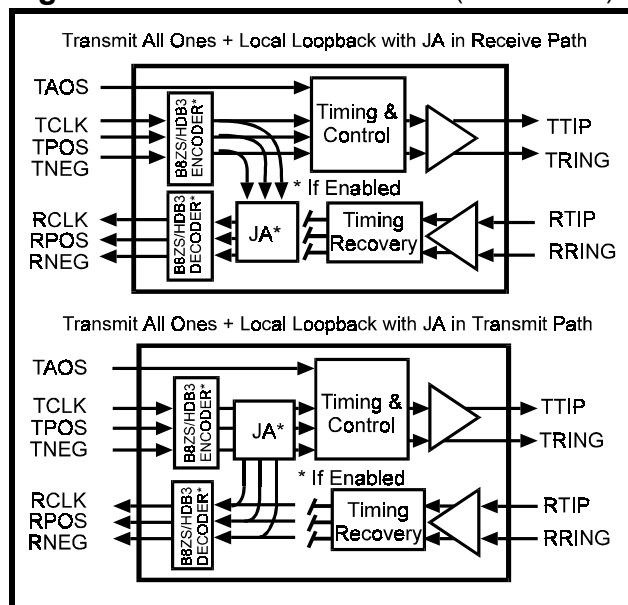 Transmit All Ones + Local Loopback with JA in Receive Path
TAOS
TCLK
TPOS
TNEG
B8ZS/HDB3
ENCODER*
Timing &
Control
TTIP
TRING
* If Enabled
RCLK
RPOS
RNEG
B8ZS/HDB3
DECODER*
JA*
Timing
Recovery
RTIP
RRING
Transmit All Ones + Local Loopback with JA in Transmit Path
TAOS
TCLK
TPOS
TNEG
B8ZS/HDB3
ENCODER*
JA*
Timing &
Control
TTIP
TRING
* If Enabled
RCLK
RPOS
RNEG
B8ZS/HDB3
DECODER*
Timing
Recovery
RTIP
RRING